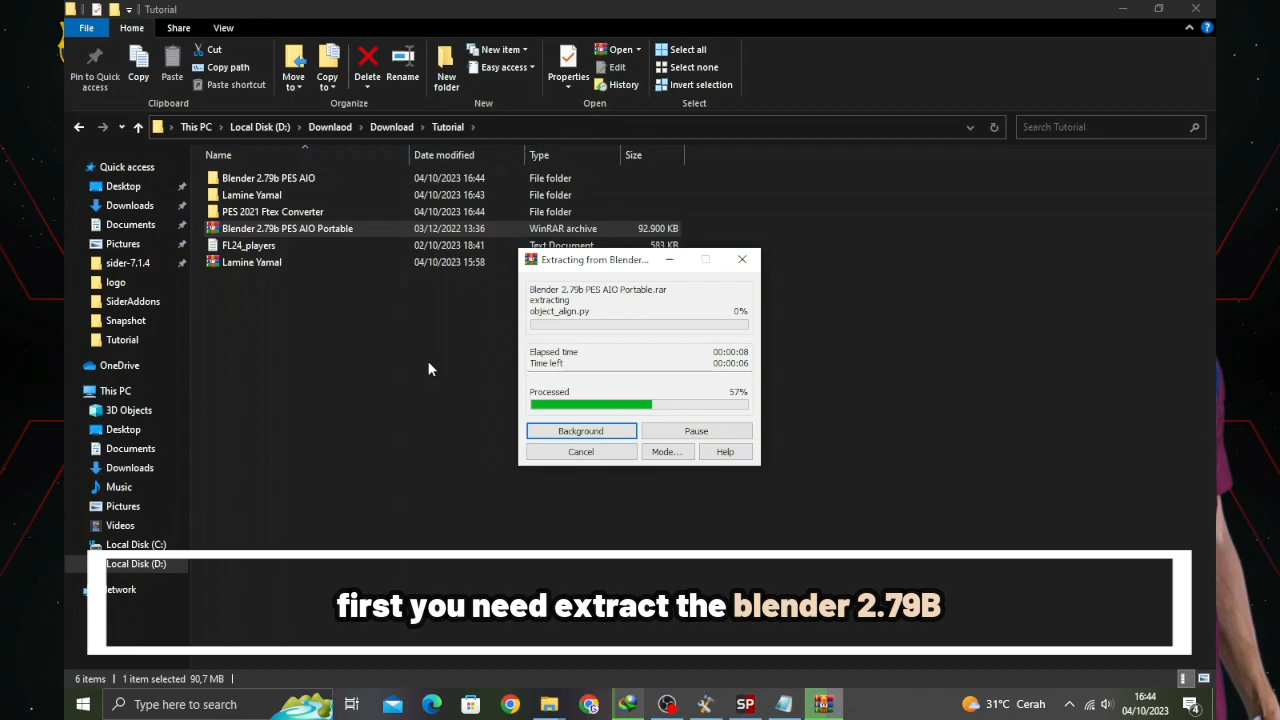 Tutorial
File Home Share View
Pin to Quick access
Copy
Paste
Cut
Copy path
Paste shortcut
Clipboard
Move to
Copy to
Delete
Rename
Organize
New folder
New item
Easy access
New
Properties
Open
Edit
History
Open
Select all
Select none
Invert selection
Select
This PC > Local Disk (D:) > Downlaod > Download > Tutorial >
Search Tutorial
Name Date modified Type Size
Blender 2.79b PES AIO 04/10/2023 16:44 File folder
Lamine Yamal 04/10/2023 16:43 File folder
PES 2021 Ftex Converter 04/10/2023 16:44 File folder
Blender 2.79b PES AIO Portable 03/12/2022 13:36 WinRAR archive 92.900 KB
FL24_players 02/10/2023 18:41 Text Document 583 KB
Lamine Yamal 04/10/2023 15:58
Quick access
Desktop
Downloads
Documents
Pictures
sider-7.1.4
logo
SiderAddons
Snapshot
Tutorial
OneDrive
This PC
3D Objects
Desktop
Documents
Downloads
Music
Pictures
Videos
Local Disk (C:)
Local Disk (D:)
etwork
Extracting from Blender...
Blender 2.79b PES AIO Portable.rar
extracting
object_align.py 0%
Elapsed time 00:00:08
Time left 00:00:06
Processed 57%
Background Pause
Cancel Mode... Help
first you need extract the blender 2.79B
6 items 1 item selected 90,7 MB
Type here to search
SP
31°C Cerah
16:44
04/10/2023
4